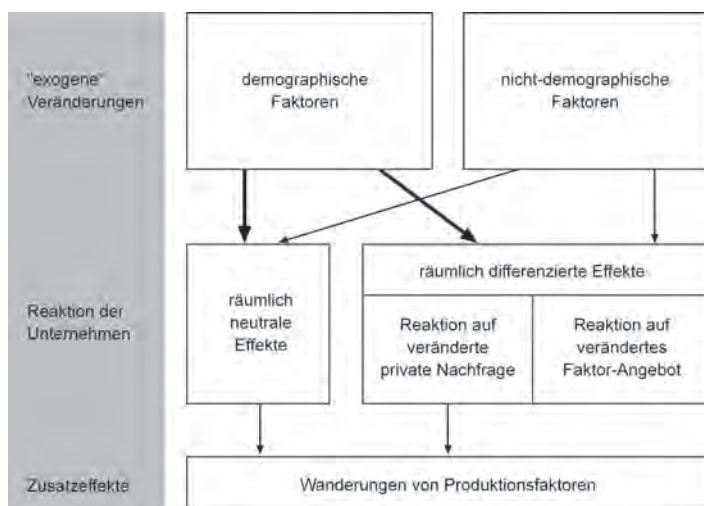 "exogene"
Veränderungen
demographische
Faktoren
nicht-demographische
Faktoren
Reaktion der
Unternehmen
räumlich
neutrale
Effekte
räumlich differenzierte Effekte
Reaktion auf
veränderte
private Nachfrage
Reaktion auf
verändertes
Faktor-Angebot
Zusatzeffekte
Wanderungen von Produktionsfaktoren